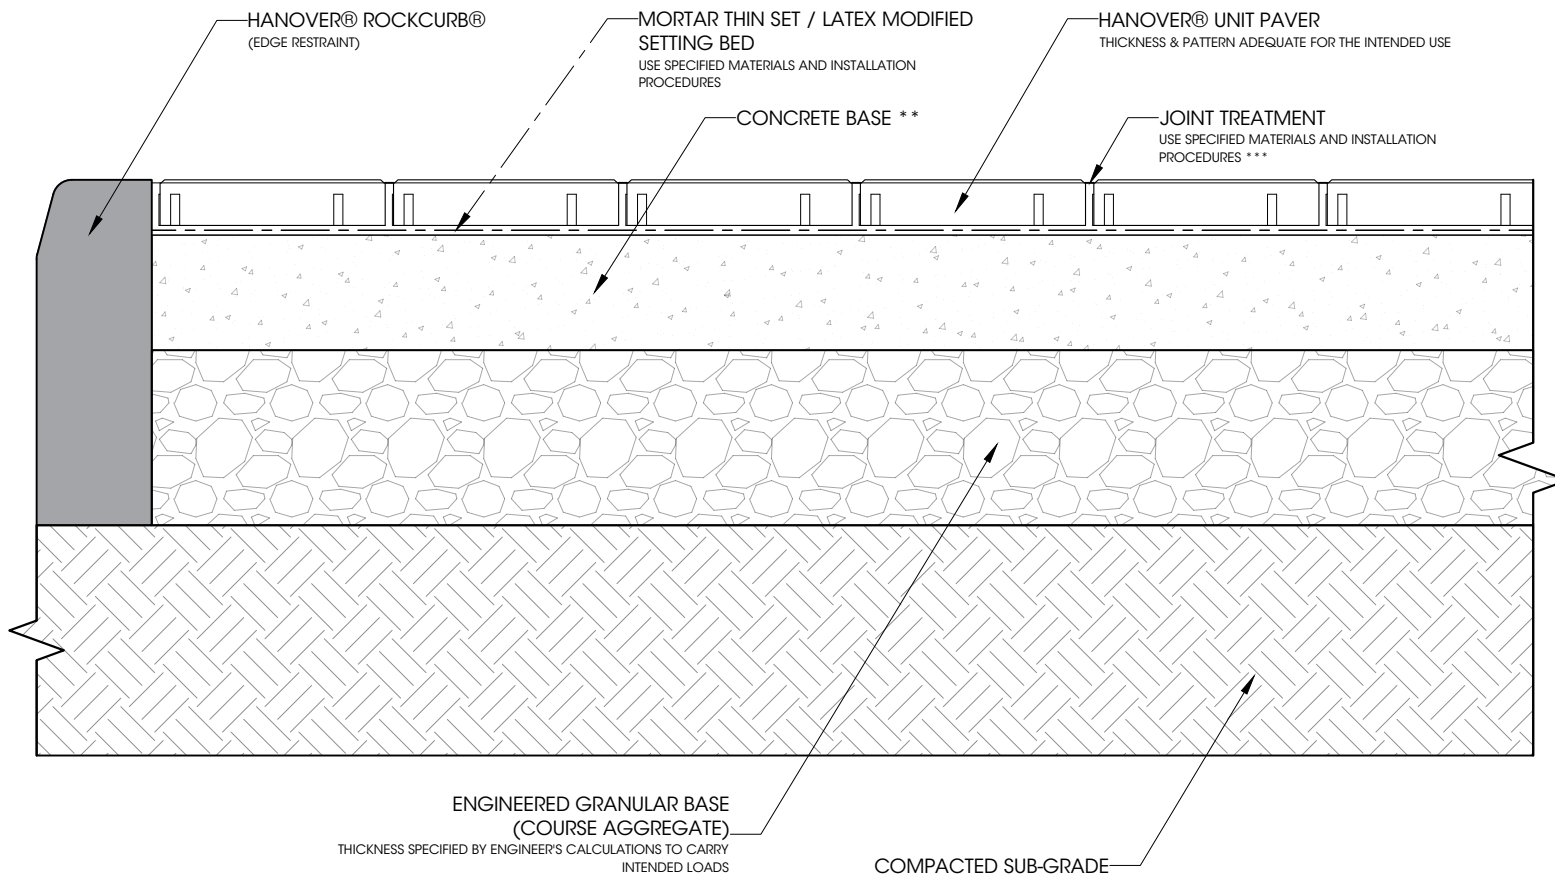 HANOVER® ROCKCURB®
(EDGE RESTRAINT)
MORTAR THIN SET / LATEX MODIFIED
SETTING BED
USE SPECIFIED MATERIALS AND INSTALLATION
PROCEDURES
HANOVER® UNIT PAVER
THICKNESS & PATTERN ADEQUATE FOR THE INTENDED USE
CONCRETE BASE **
JOINT TREATMENT
USE SPECIFIED MATERIALS AND INSTALLATION
PROCEDURES ***
ENGINEERED GRANULAR BASE
(COURSE AGGREGATE)
THICKNESS SPECIFIED BY ENGINEER'S CALCULATIONS TO CARRY
INTENDED LOADS
COMPACTED SUB-GRADE